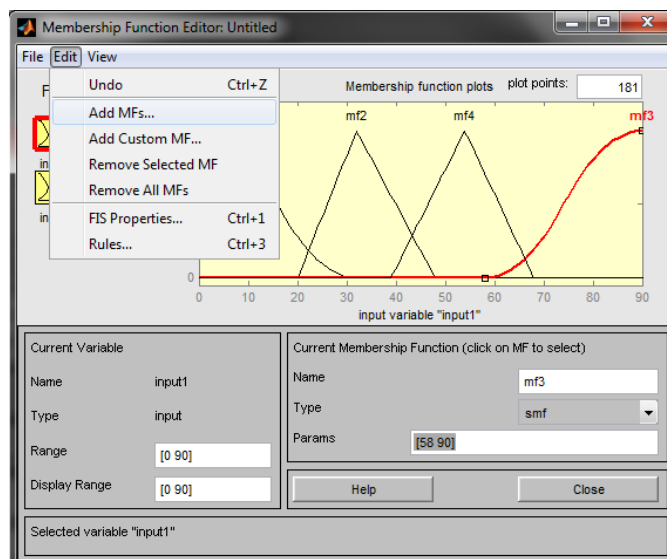 Membership Function Editor: Untitled
File Edit View
Undo Ctrl+Z
Add MFs...
Add Custom MF...
Remove Selected MF
Remove All MFs
FIS Properties... Ctrl+1
Rules... Ctrl+3
F
in
in
Membership function plots plot points: 181
mf2 mf4 mf3
0
0 10 20 30 40 50 60 70 80 90
input variable "input1"
Current Variable
Name input1
Type input
Range [0 90]
Display Range [0 90]
Current Membership Function (click on MF to select)
Name mf3
Type smf
Params [58 90]
Help Close
Selected variable "input1"